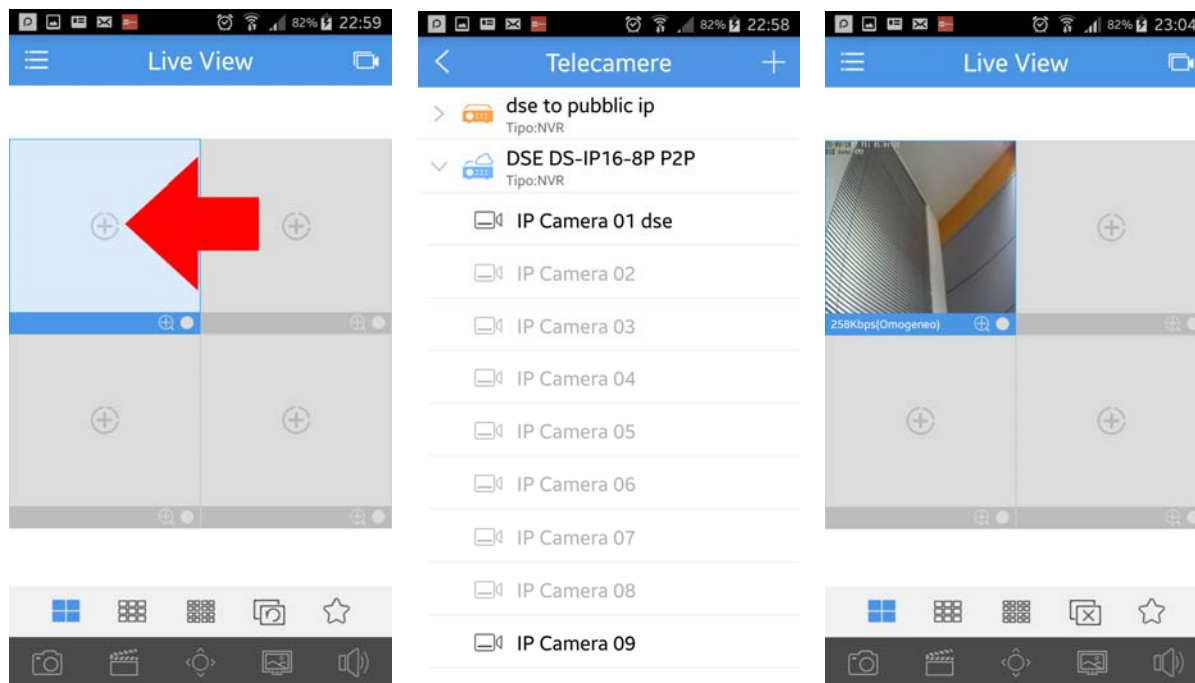 82% 22:59
Live View
82% 22:58
Telecamere
dse to pubblic ip
Tipo:NVR
DSE DS-IP16-8P P2P
Tipo:NVR
IP Camera 01 dse
IP Camera 02
IP Camera 03
IP Camera 04
IP Camera 05
IP Camera 06
IP Camera 07
IP Camera 08
IP Camera 09
82% 23:04
Live View
258Kbps(Omogeneo)